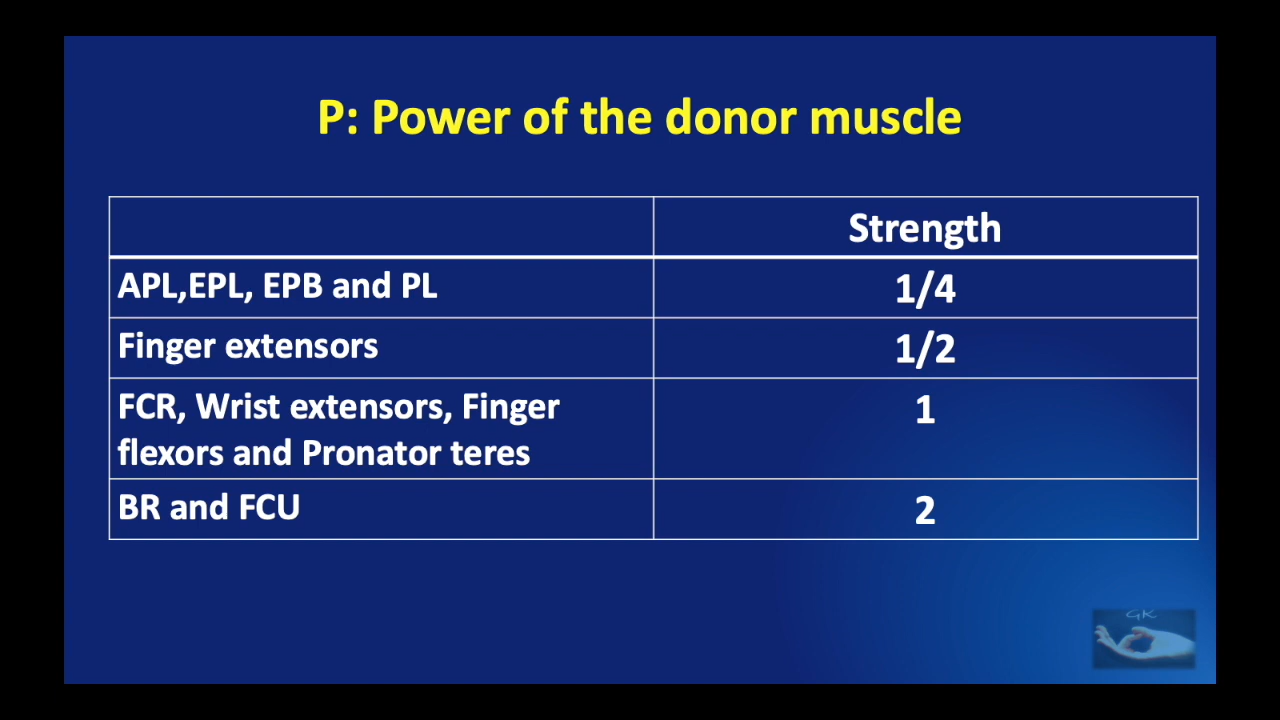 P: Power of the donor muscle
Strength
APL,EPL, EPB and PL
1/4
Finger extensors
1/2
FCR, Wrist extensors, Finger
flexors and Pronator teres
1
BR and FCU
2
GK